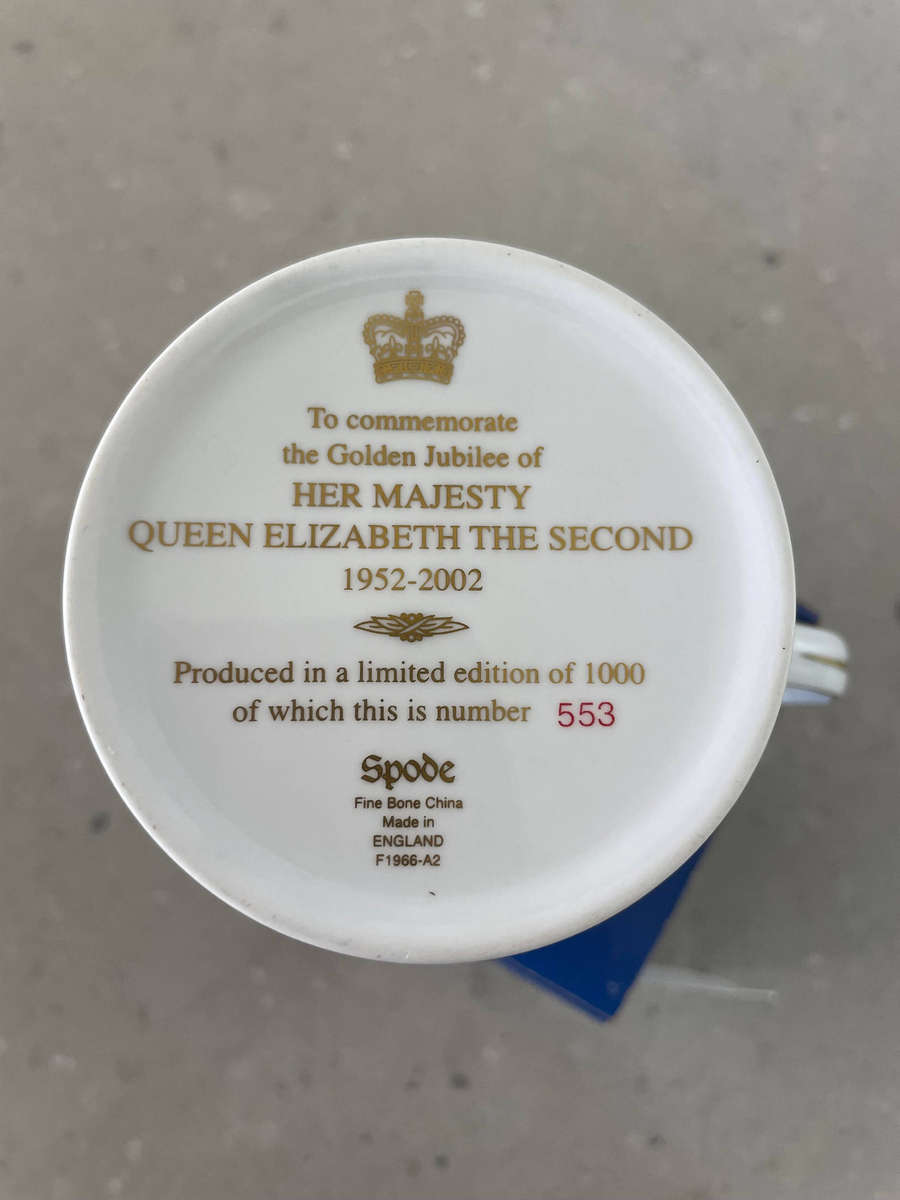 To commemorate
the Golden Jubilee of
HER MAJESTY
QUEEN ELIZABETH THE SECOND
1952-2002
Produced in a limited edition of 1000
of which this is number 553
Spode
Fine Bone China
Made in
ENGLAND
F1966-A2